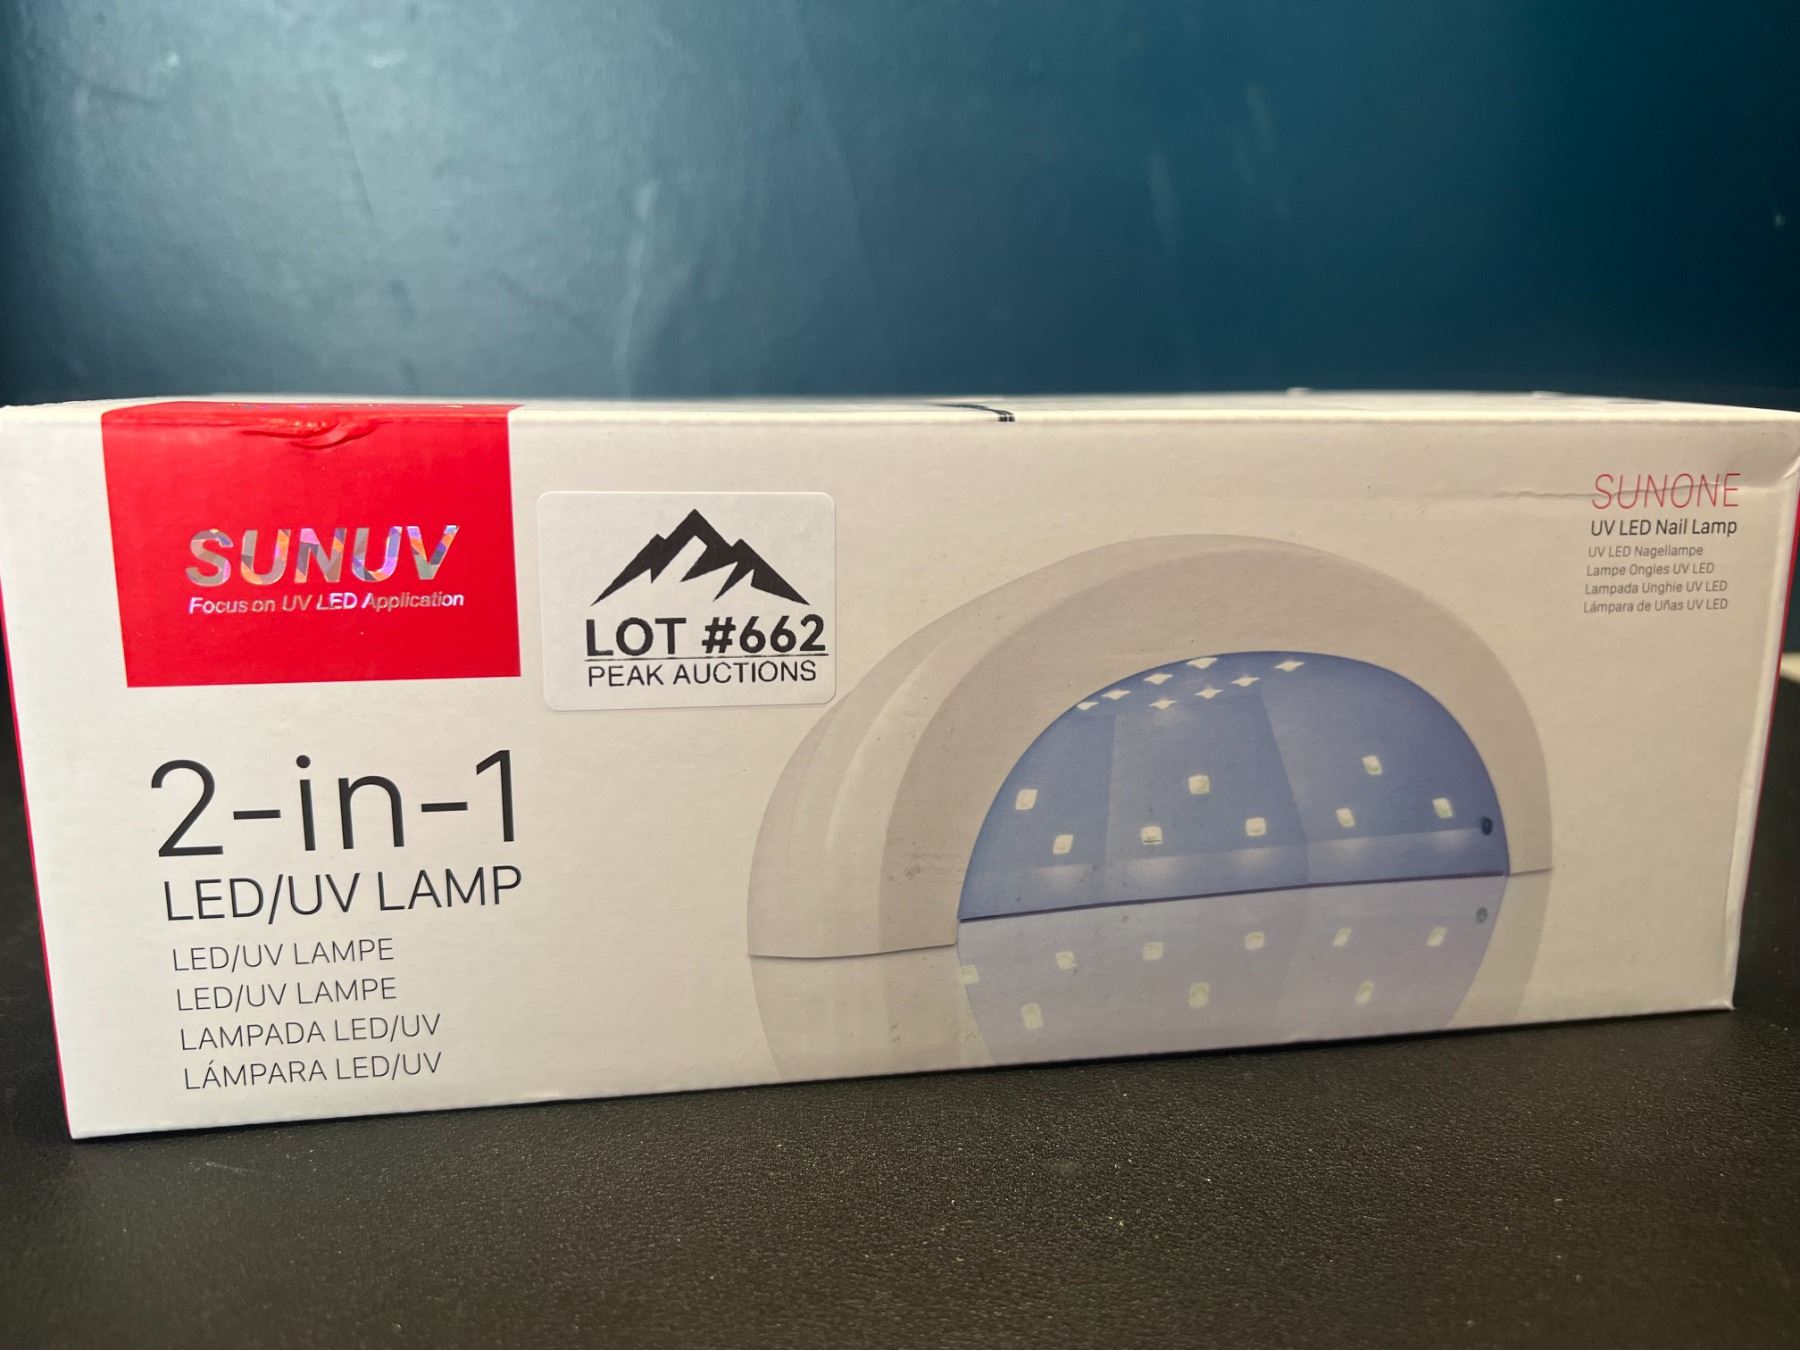 SUNUV
Focus on UV LED Application
LOT #662
PEAK AUCTIONS
2-in-1
LED/UV LAMP
LED/UV LAMPE
LED/UV LAMPE
LAMPADA LED/UV
LÁMPARA LED/UV
SUNONE
UV LED Nail Lamp
UV LED Nagellampe
Lampe Ongles UV LED
Lampada Unghie UV LED
Lámpara de Uñas UV LED